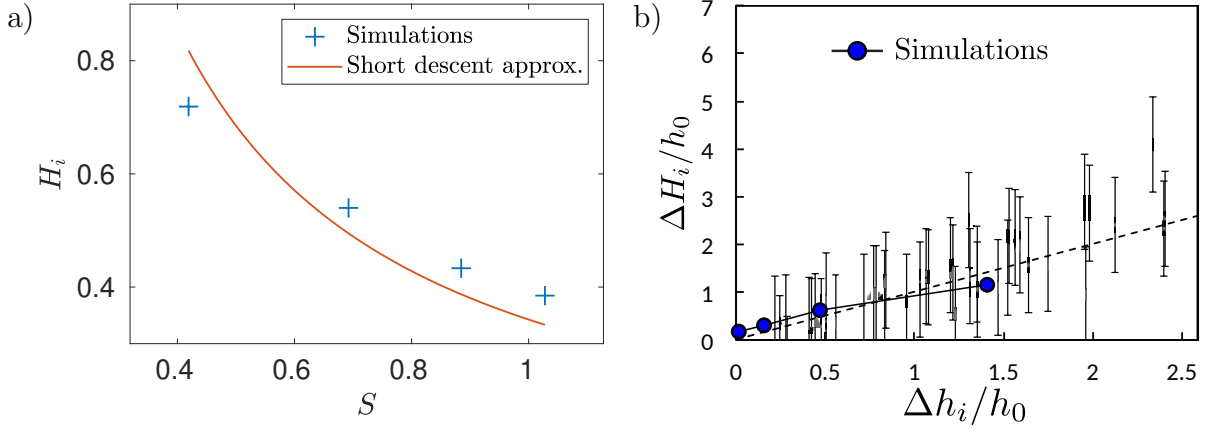 a)
Simulations
Short descent approx.
0.8
0.6
0.4
H_i
0.4
0.6
0.8
1
S
b)
Simulations
7
6
5
4
3
2
1
0
ΔH_i/h_0
0
0.5
1
1.5
2
2.5
Δh_i/h_0